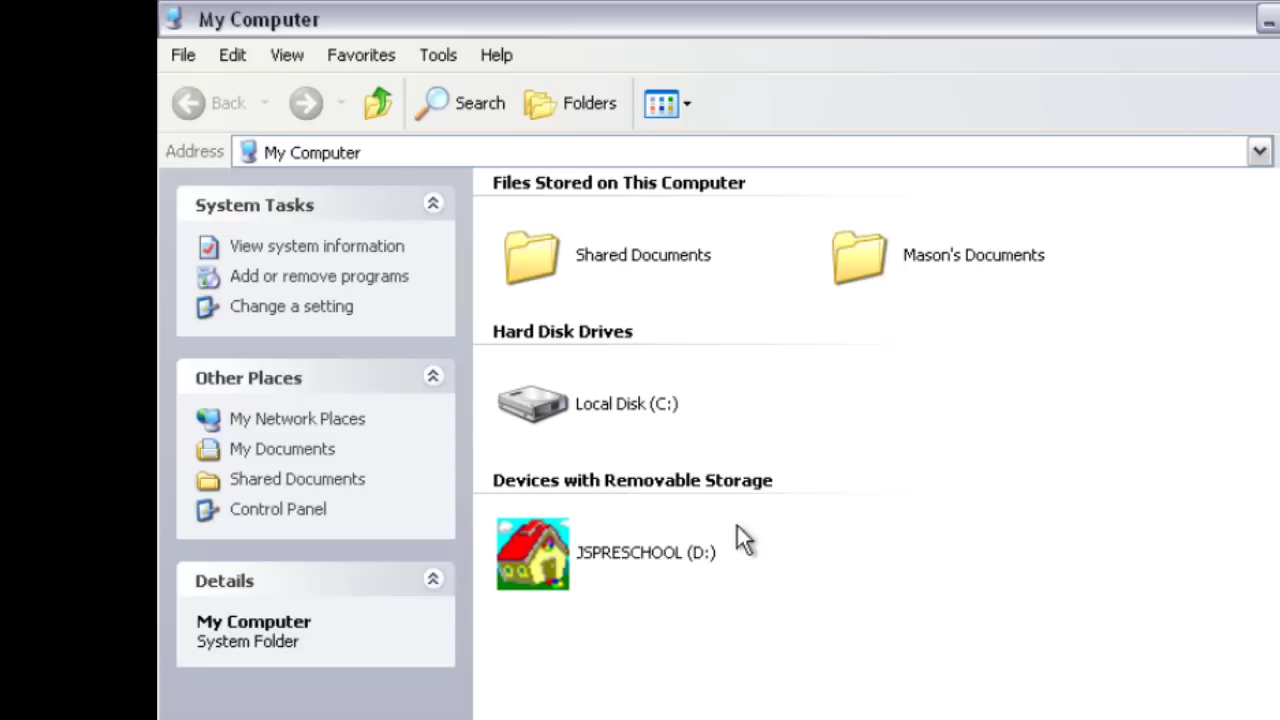 My Computer
File Edit View Favorites Tools Help
Back Search Folders
Address My Computer
System Tasks
View system information
Add or remove programs
Change a setting
Other Places
My Network Places
My Documents
Shared Documents
Control Panel
Details
My Computer
System Folder
Files Stored on This Computer
Shared Documents Mason's Documents
Hard Disk Drives
Local Disk (C:)
Devices with Removable Storage
JSPRESCHOOL (D:)